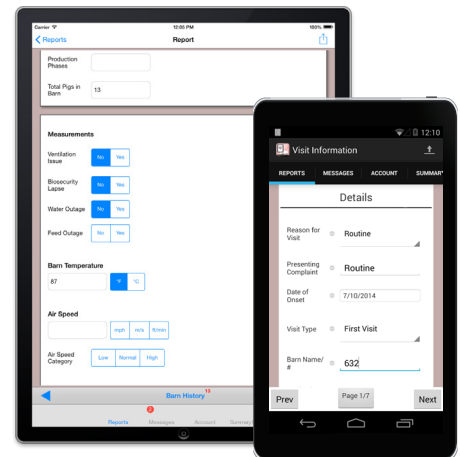 Carrier 12:05 PM 100%
Reports Report
Production
Phases
Total Pigs in
Barn
13
Measurements
Ventilation
Issue
No Yes
Biosecurity
Lapse
No Yes
Water Outage No Yes
Feed Outage No Yes
Barn Temperature
87 °F °C
Air Speed
mph m/s ft/min
Air Speed
Category
Low Normal High
Barn History 13
2
Reports Messages Account Summary
12:10
Visit Information
REPORTS MESSAGES ACCOUNT SUMMARY
Details
Reason for
Visit
Routine
Presenting
Complaint
Routine
Date of
Onset
7/10/2014
Visit Type First Visit
Barn Name/
#
632
Prev Page 1/7 Next